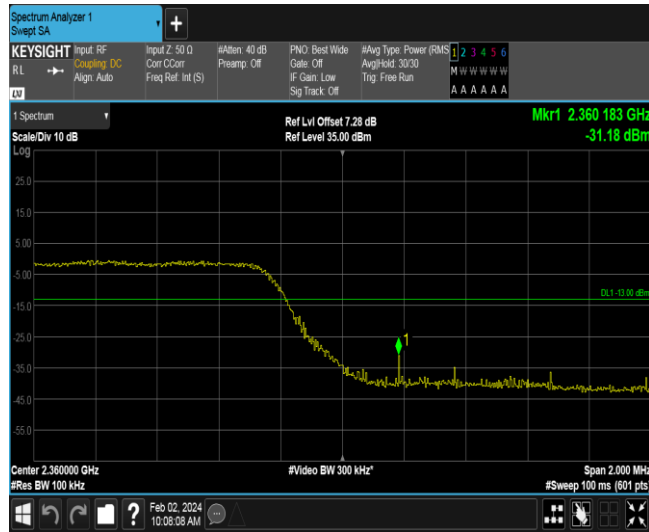 Spectrum Analyzer 1
Swept SA
+
KEYSIGHT Input: RF Input Z: 50 Ω #Atten: 40 dB PNO: Best Wide #Avg Type: Power (RMS 1 2 3 4 5 6
RL Coupling: DC Corr CCorr Preamp: Off Gate: Off Avg|Hold: 30/30 M W W W W W
Align: Auto Freq Ref: Int (S) IF Gain: Low Trig: Free Run
LXI Sig Track: Off A A A A A A
1 Spectrum Ref Lvl Offset 7.28 dB Mkr1 2.360 183 GHz
Scale/Div 10 dB Ref Level 35.00 dBm -31.18 dBm
Log
25.0
15.0
5.00
-5.00
DL1 -13.00 dBm
-15.0
-25.0
1
-35.0
-45.0
-55.0
Center 2.360000 GHz #Video BW 300 kHz* Span 2.000 MHz
#Res BW 100 kHz #Sweep 100 ms (601 pts)
? Feb 02, 2024
10:08:08 AM